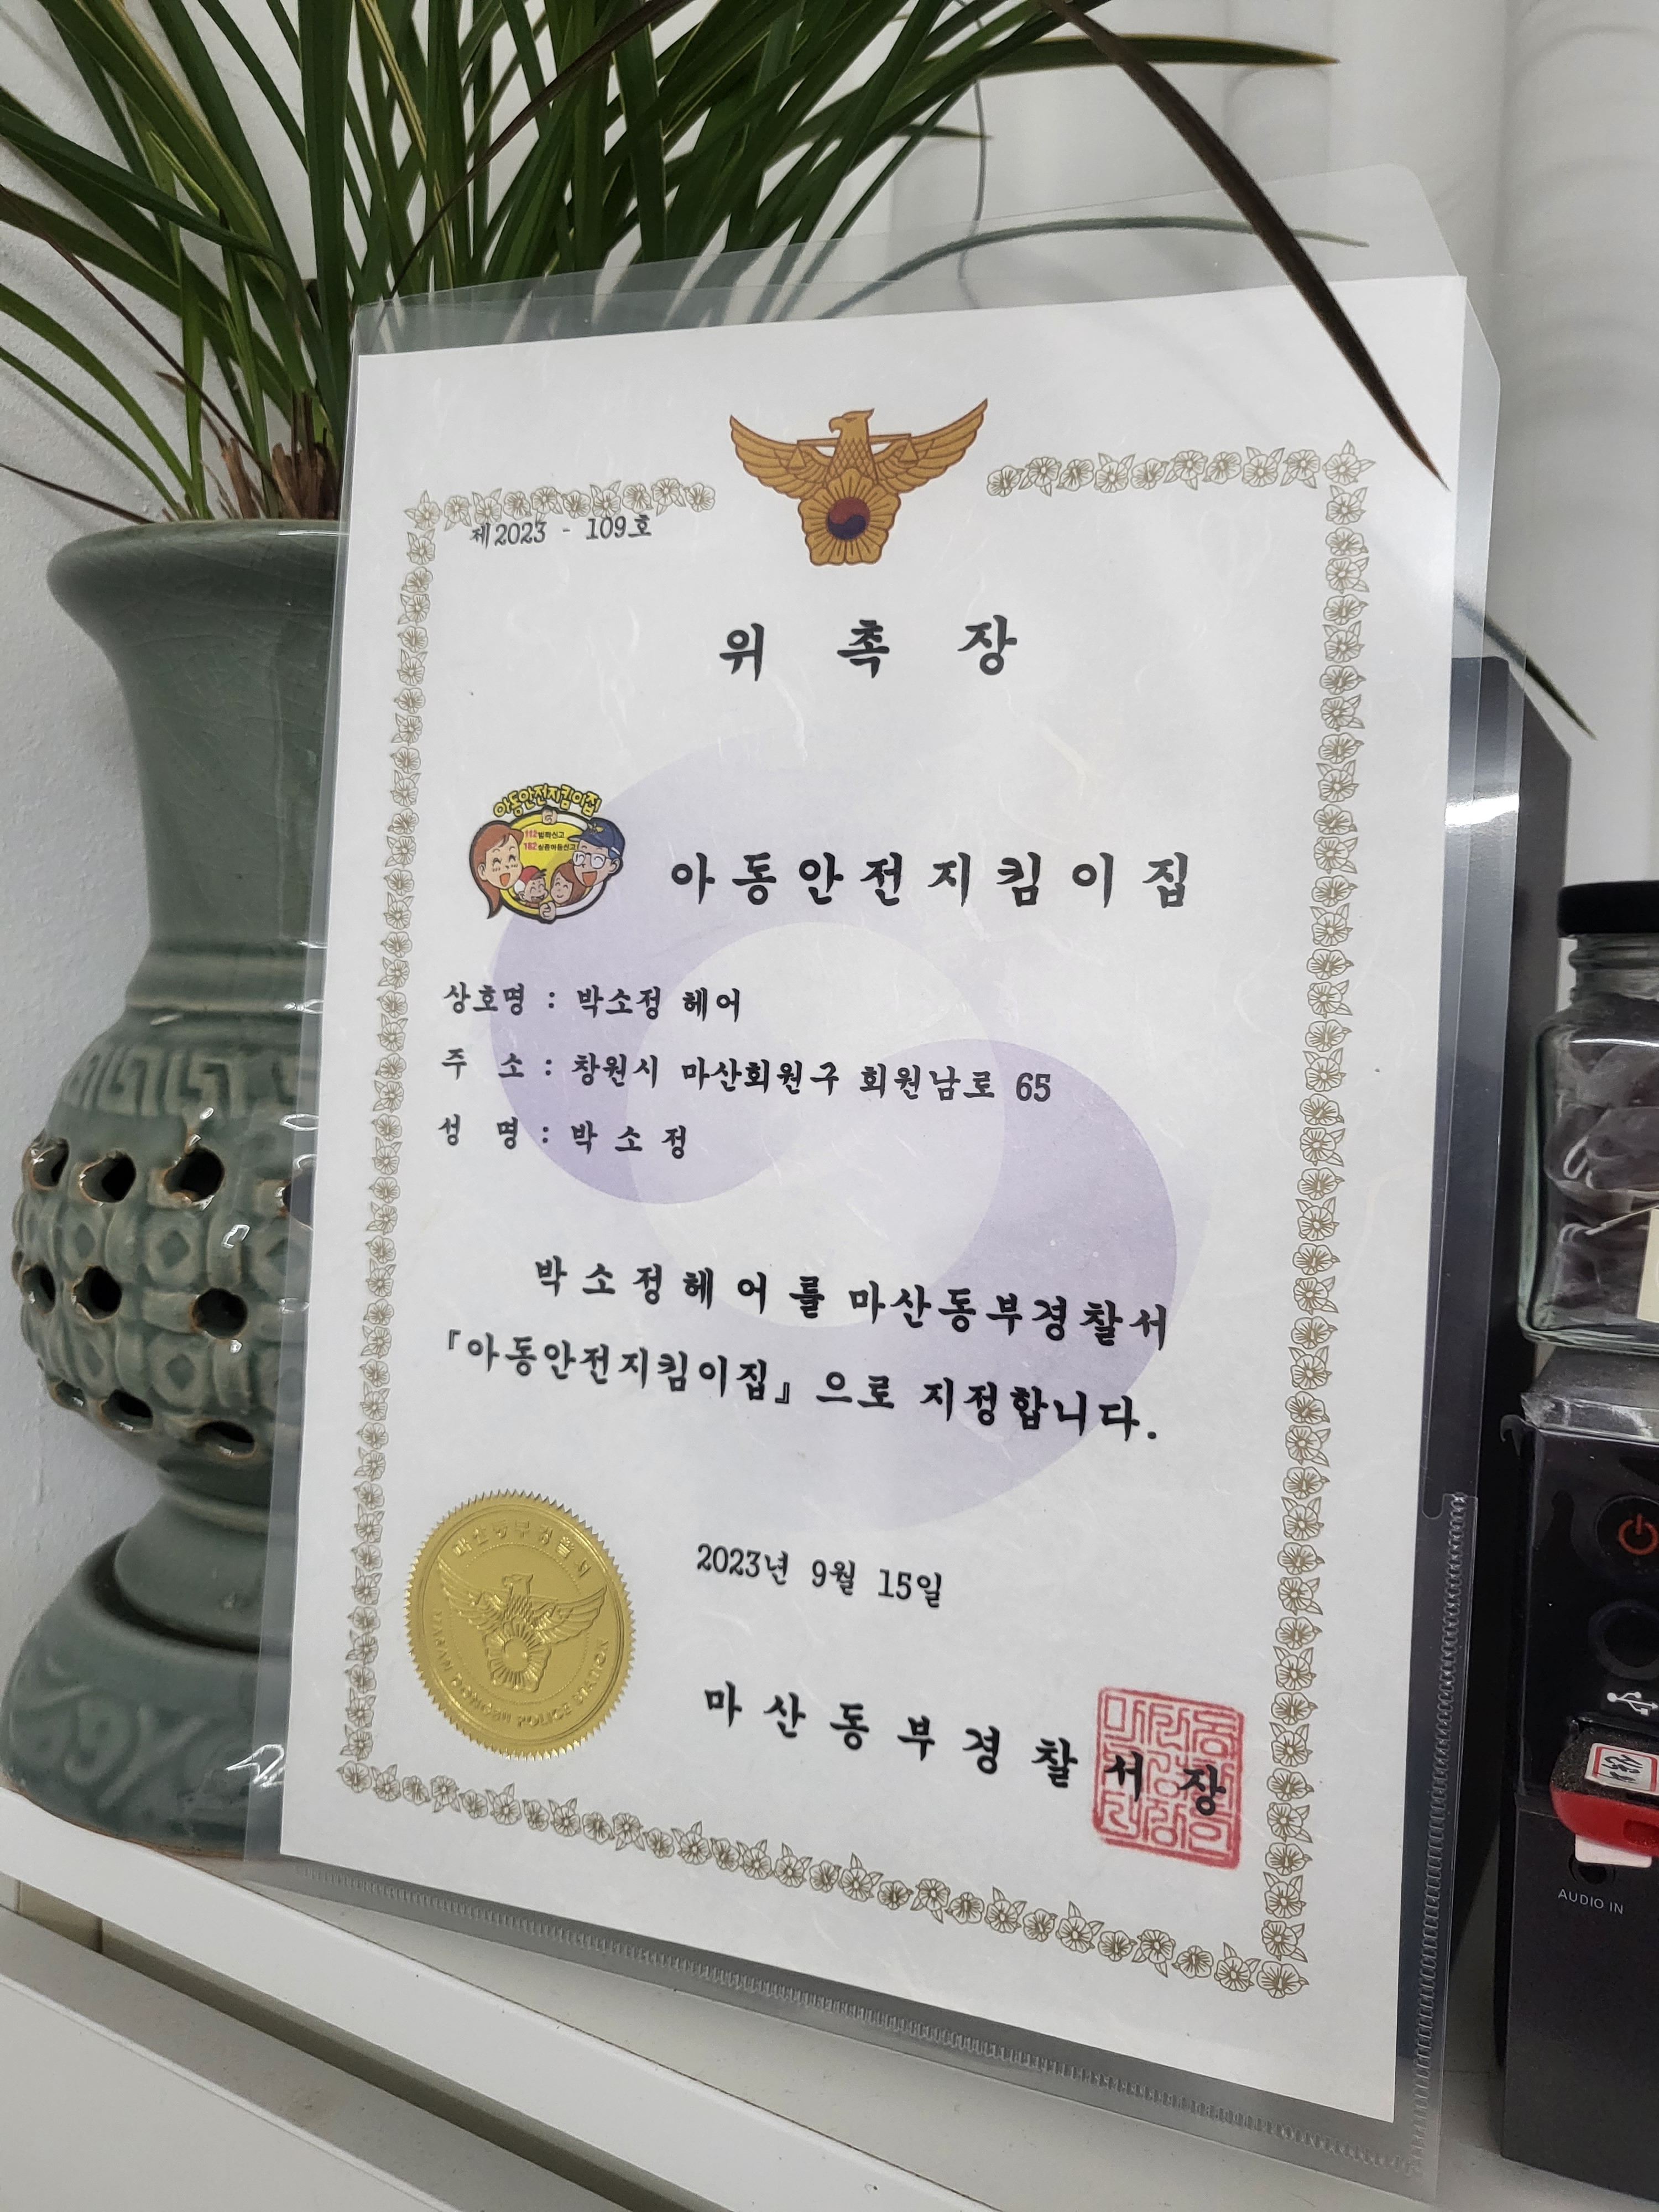 제2023 - 109호
위 촉 장
아동안전지킴이집
112범죄신고
182실종아동신고
아동안전지킴이집
상호명 : 박소정 헤어
주 소 : 창원시 마산회원구 회원남로 65
성 명 : 박 소 정
박 소 정 헤 어 를 마산동부경찰서
『아동안전지킴이집』으로 지정합니다.
2023년 9월 15일
마산동부경찰서
MASAN DONGBU POLICE STATION
마 산 동 부 경 찰 서 장
AUDIO IN